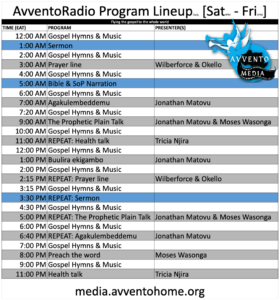 AvventoRadio Program Lineup... [Sat... - Fri...]
Flying the gospel to the whole world
AVVENTO
MEDIA
TIME (EAT) PROGRAM PRESENTER(S)
12:00 AM Gospel Hymns & Music
1:00 AM Sermon
2:00 AM Gospel Hymns & Music
3:00 AM Prayer line Wilberforce & Okello
4:00 AM Gospel Hymns & Music
5:00 AM Bible & SoP Narration
6:00 AM Gospel Hymns & Music
7:00 AM Agakulembeddemu Jonathan Matovu
7:20 AM Gospel Hymns & Music
9:00 AM The Prophetic Plain Talk Jonathan Matovu & Moses Wasonga
10:00 AM Gospel Hymns & Music
11:00 AM REPEAT: Health talk Tricia Njira
12:00 PM Gospel Hymns & Music
1:00 PM Buulira ekigambo Jonathan Matovu
2:00 PM Gospel Hymns & Music
2:15 PM REPEAT: Prayer line Wilberforce & Okello
3:15 PM Gospel Hymns & Music
3:30 PM REPEAT: Sermon
4:30 PM Gospel Hymns & Music
5:00 PM REPEAT: The Prophetic Plain Talk Jonathan Matovu & Moses Wasonga
6:00 PM Gospel Hymns & Music
6:40 PM REPEAT: Agakulembeddemu Jonathan Matovu
7:00 PM Gospel Hymns & Music
8:00 PM Preach the word Moses Wasonga
9:00 PM Gospel Hymns & Music
11:00 PM Health talk Tricia Njira
media.avventohome.org